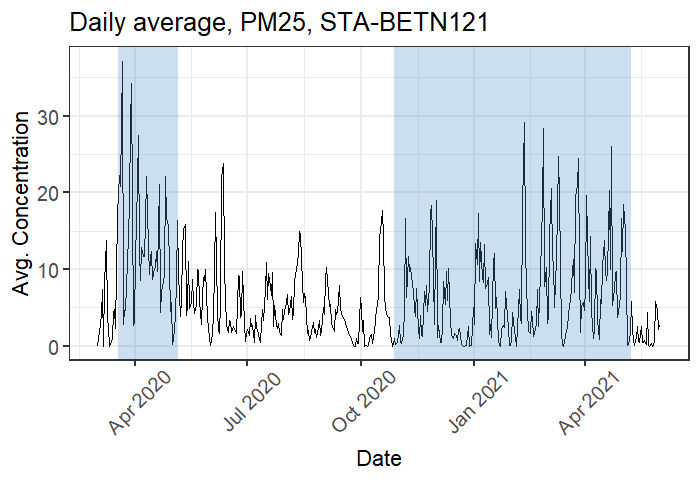 Daily average, PM25, STA-BETN121
Avg. Concentration
30
20
10
0
Apr 2020
Jul 2020
Oct 2020
Jan 2021
Apr 2021
Date